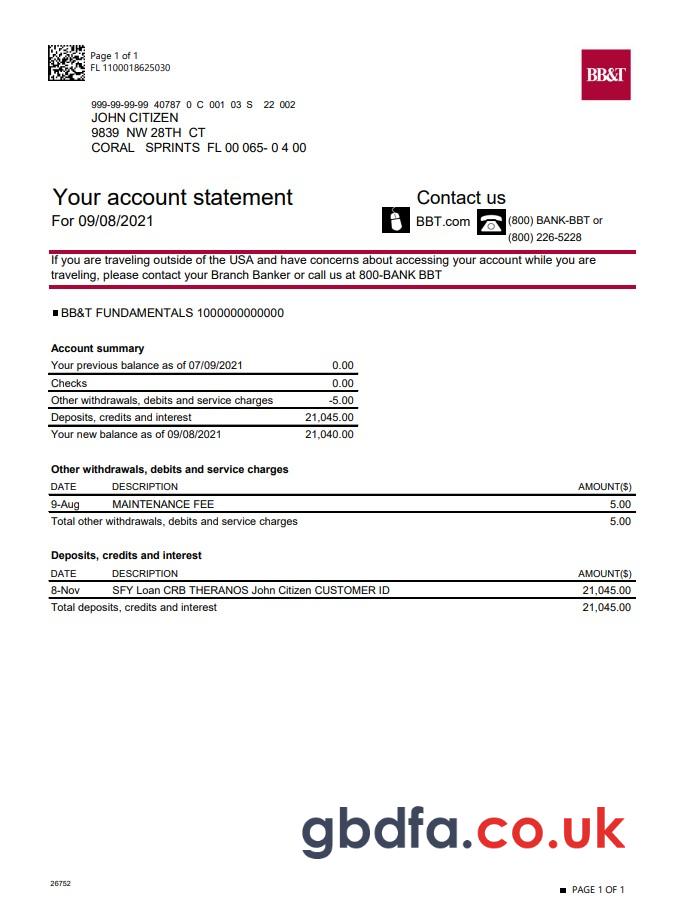 Page 1 of 1
FL 1100018625030
BB&T
999-99-99-99 40787 0 C 001 03 S 22 002
JOHN CITIZEN
9839 NW 28TH CT
CORAL SPRINTS FL 00 065- 0 4 00
Your account statement
For 09/08/2021
Contact us
BBT.com
(800) BANK-BBT or
(800) 226-5228
If you are traveling outside of the USA and have concerns about accessing your account while you are
traveling, please contact your Branch Banker or call us at 800-BANK BBT
BB&T FUNDAMENTALS 1000000000000
Account summary
Your previous balance as of 07/09/2021 0.00
Checks 0.00
Other withdrawals, debits and service charges -5.00
Deposits, credits and interest 21,045.00
Your new balance as of 09/08/2021 21,040.00
Other withdrawals, debits and service charges
DATE DESCRIPTION AMOUNT($)
9-Aug MAINTENANCE FEE 5.00
Total other withdrawals, debits and service charges 5.00
Deposits, credits and interest
DATE DESCRIPTION AMOUNT($)
8-Nov SFY Loan CRB THERANOS John Citizen CUSTOMER ID 21,045.00
Total deposits, credits and interest 21,045.00
gbdfa.co.uk
26752
PAGE 1 OF 1